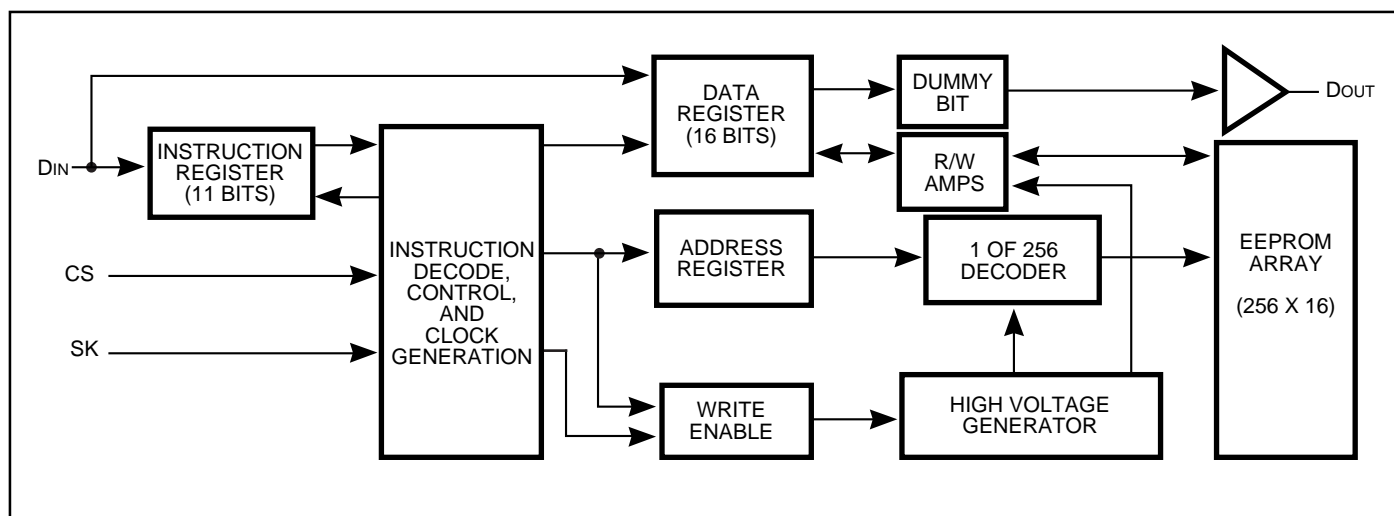 DATA
REGISTER
(16 BITS)
DUMMY
BIT
DOUT
DIN
INSTRUCTION
REGISTER
(11 BITS)
R/W
AMPS
INSTRUCTION
DECODE,
CONTROL,
AND
CLOCK
GENERATION
ADDRESS
REGISTER
1 OF 256
DECODER
EEPROM
ARRAY
(256 X 16)
CS
SK
WRITE
ENABLE
HIGH VOLTAGE
GENERATOR